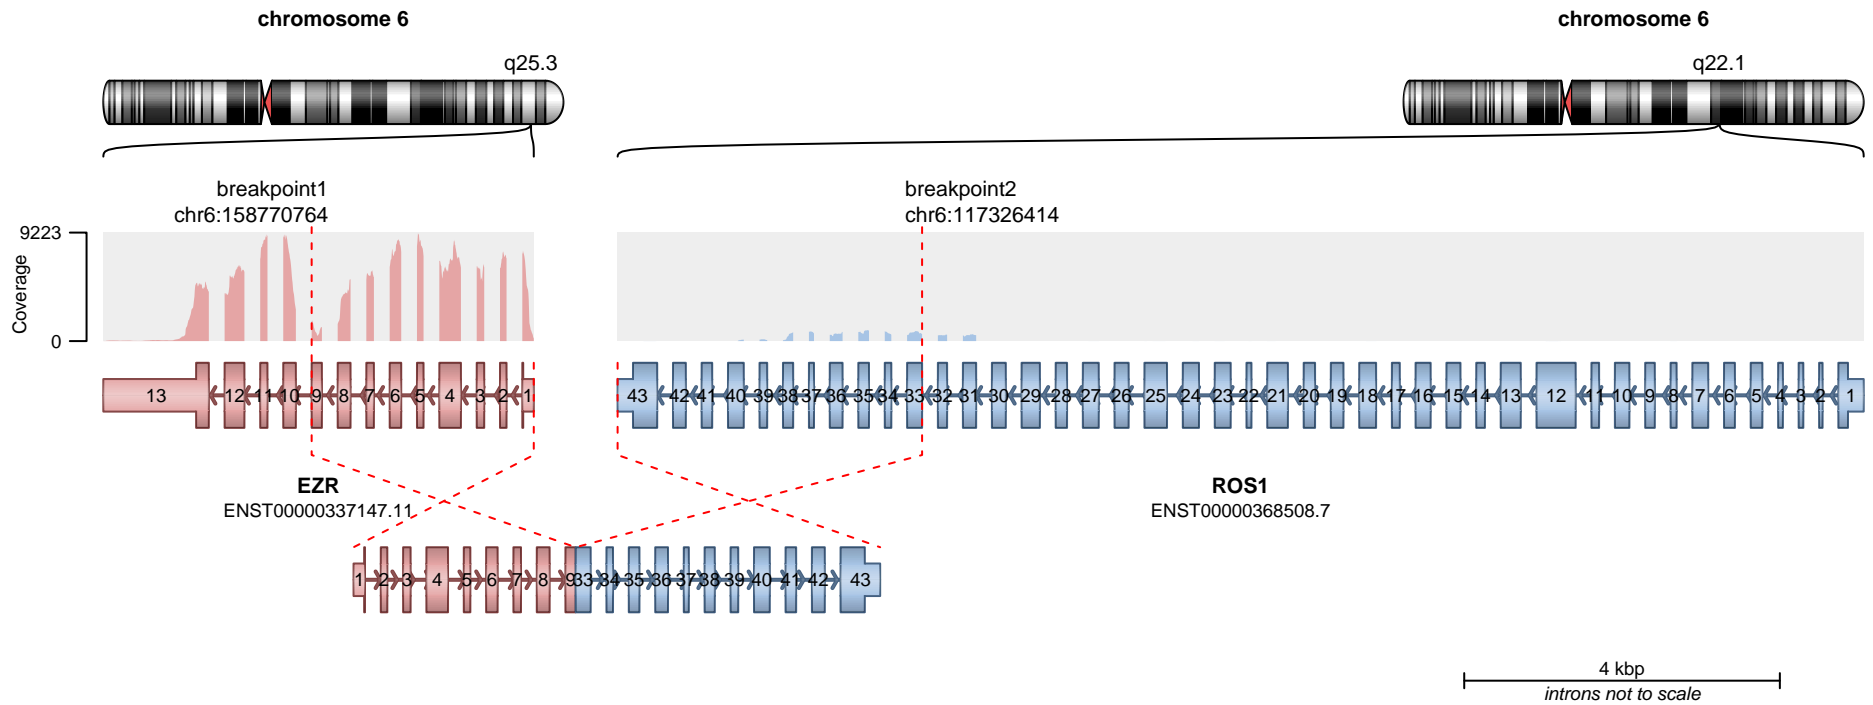 chromosome 6
chromosome 6
q25.3
q22.1
breakpoint1
chr6:158770764
breakpoint2
chr6:117326414
9223
0
Coverage
13 12 11 10 9 8 7 6 5 4 3 2 1
43 42 41 40 39 38 37 36 35 34 33 32 31 30 29 28 27 26 25 24 23 22 21 20 19 18 17 16 15 14 13 12 11 10 9 8 7 6 5 4 3 2 1
EZR
ENST00000337147.11
ROS1
ENST00000368508.7
1 2 3 4 5 6 7 8 9 33 34 35 36 37 38 39 40 41 42 43
4 kbp
introns not to scale